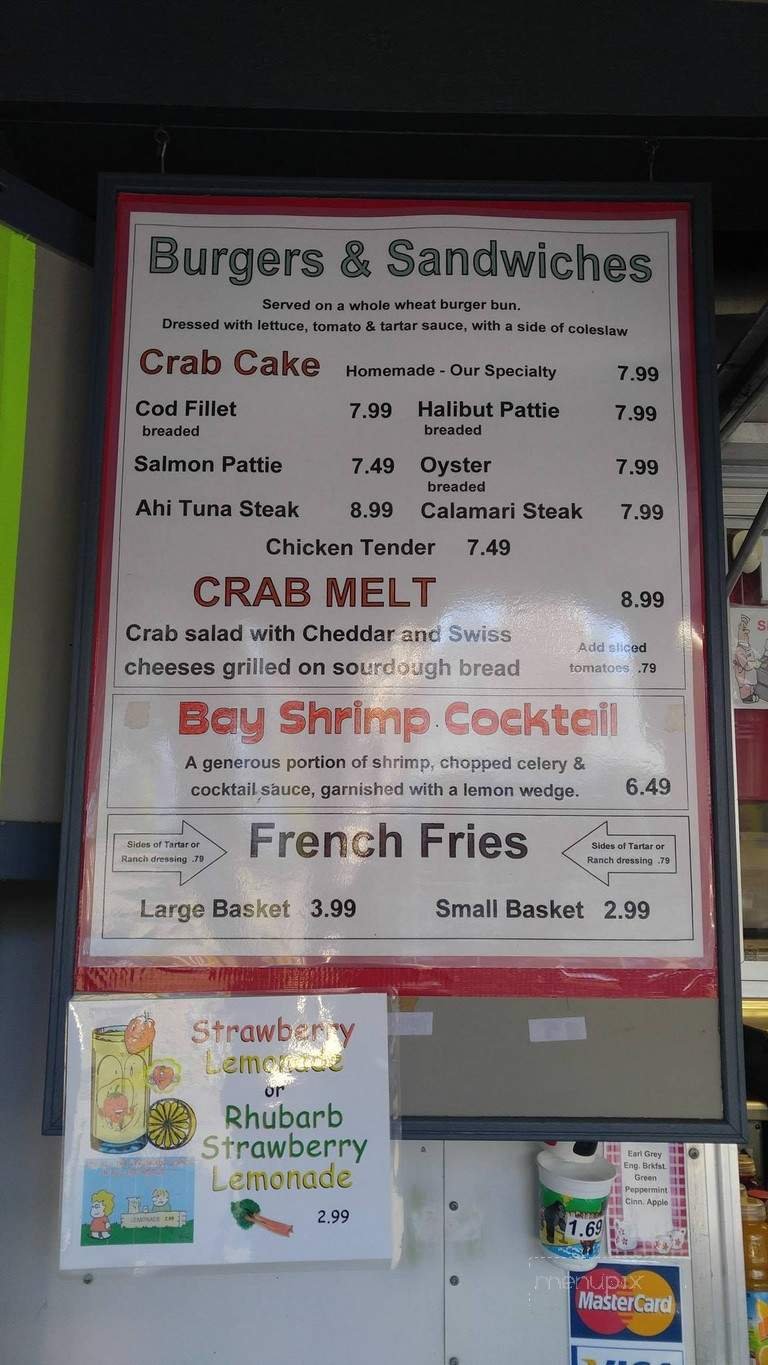 Burgers & Sandwiches
Served on a whole wheat burger bun.
Dressed with lettuce, tomato & tartar sauce, with a side of coleslaw
Crab Cake Homemade - Our Specialty 7.99
Cod Fillet 7.99 Halibut Pattie 7.99
breaded breaded
Salmon Pattie 7.49 Oyster 7.99
breaded
Ahi Tuna Steak 8.99 Calamari Steak 7.99
Chicken Tender 7.49
CRAB MELT 8.99
Crab salad with Cheddar and Swiss
cheeses grilled on sourdough bread
Add sliced
tomatoes .79
Bay Shrimp Cocktail
A generous portion of shrimp, chopped celery &
cocktail sauce, garnished with a lemon wedge. 6.49
Sides of Tartar or
Ranch dressing .79
French Fries
Sides of Tartar or
Ranch dressing .79
Large Basket 3.99 Small Basket 2.99
Strawberry
Lemonade
or
Rhubarb
Strawberry
Lemonade
2.99
LEMONADE
Earl Grey
Eng. Brkfst.
Green
Peppermint
Cinn. Apple
1.69
menupix
MasterCard
VISA